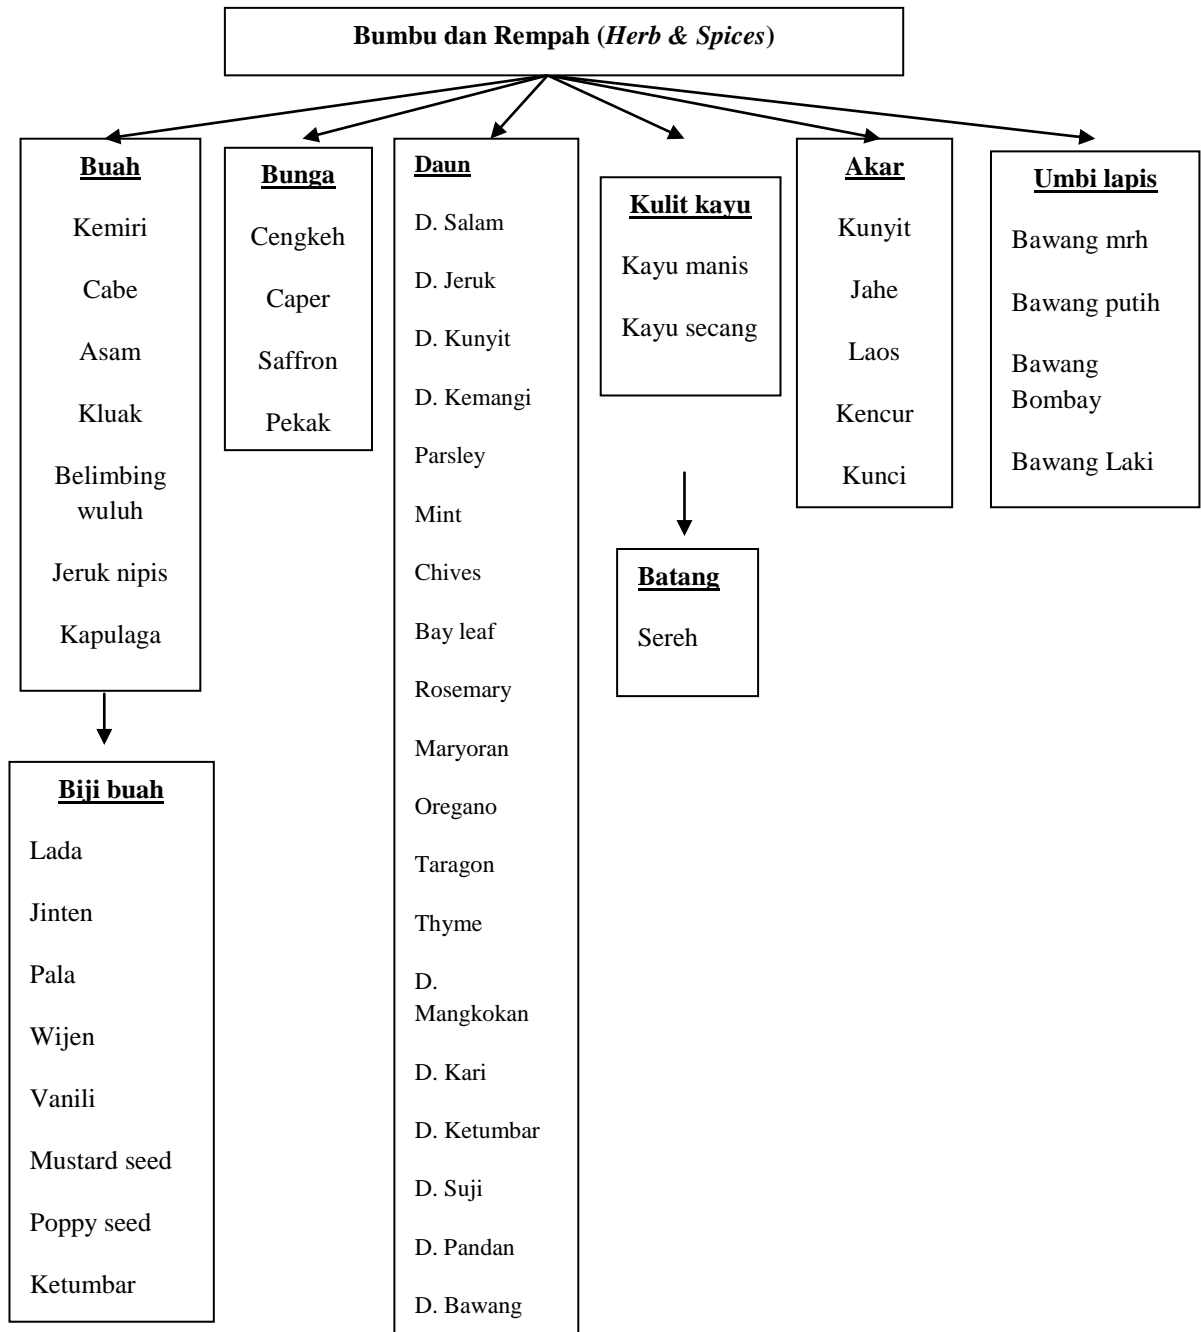 Bumbu dan Rempah (Herb & Spices)
Buah
Kemiri
Cabe
Asam
Kluak
Belimbing
wuluh
Jeruk nipis
Kapulaga
Biji buah
Lada
Jinten
Pala
Wijen
Vanili
Mustard seed
Poppy seed
Ketumbar
Bunga
Cengkeh
Caper
Saffron
Pekak
Daun
D. Salam
D. Jeruk
D. Kunyit
D. Kemangi
Parsley
Mint
Chives
Bay leaf
Rosemary
Maryoran
Oregano
Taragon
Thyme
D.
Mangkokan
D. Kari
D. Ketumbar
D. Suji
D. Pandan
D. Bawang
Kulit kayu
Kayu manis
Kayu secang
Batang
Sereh
Akar
Kunyit
Jahe
Laos
Kencur
Kunci
Umbi lapis
Bawang mrh
Bawang putih
Bawang
Bombay
Bawang Laki